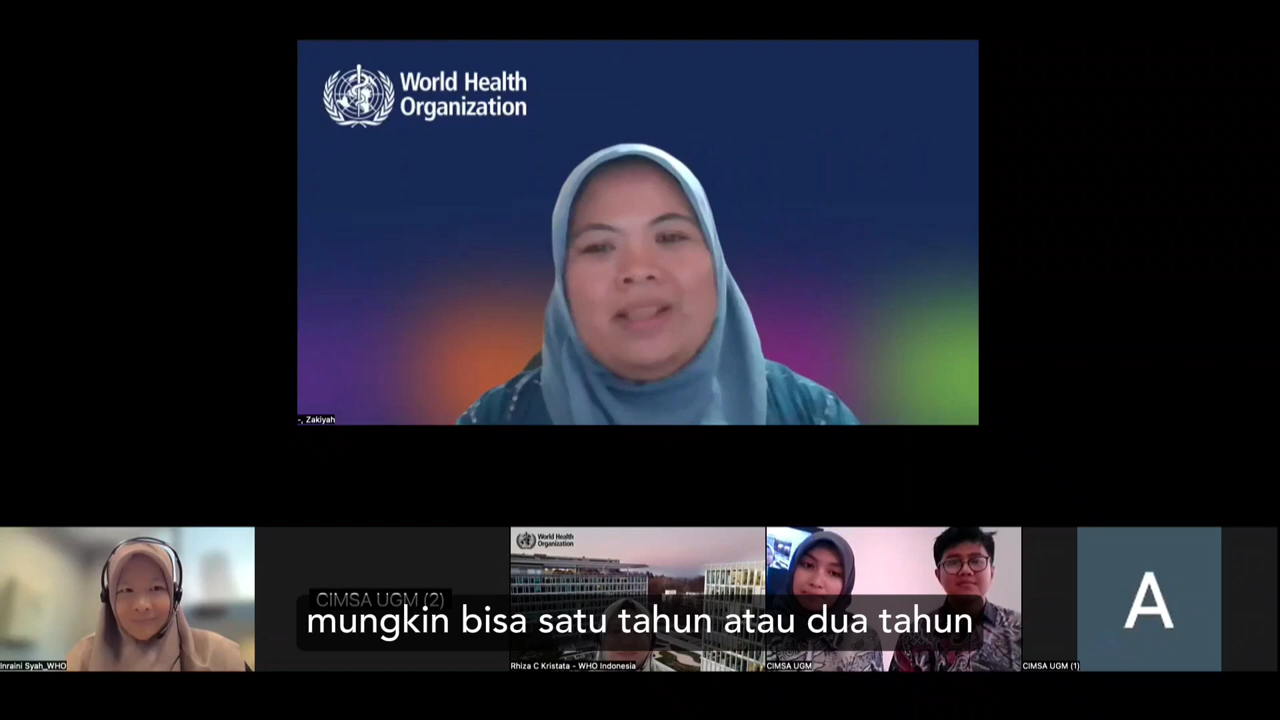 World Health
Organization
-, Zakiyah
World Health
Organization
CIMSA UGM (2)
mungkin bisa satu tahun atau dua tahun
A
Inraini Syah_WHO
Rhiza C Kristata - WHO Indonesia
CIMSA UGM
CIMSA UGM (1)